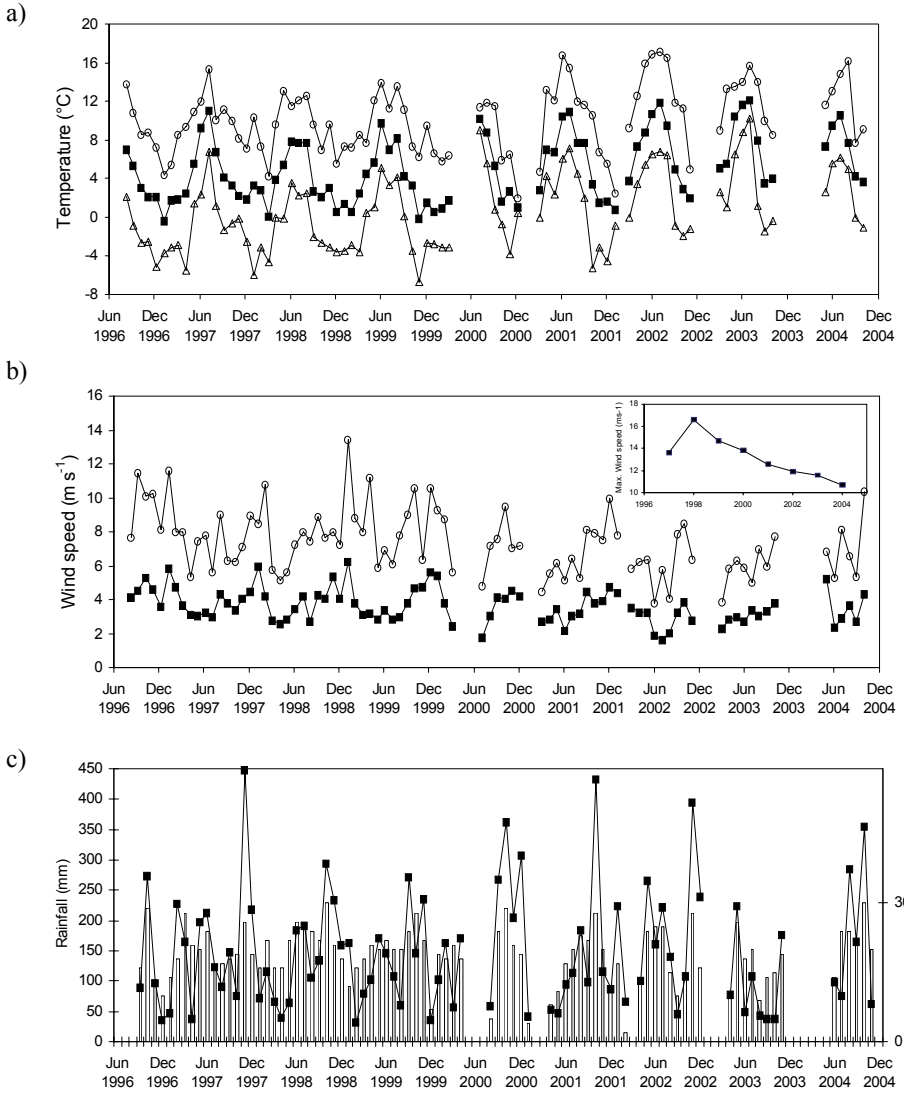 a)
Temperature (°C)
20
16
12
8
4
0
-4
-8
Jun Dec Jun Dec Jun Dec Jun Dec Jun Dec Jun Dec Jun Dec Jun Dec Jun Dec
1996 1996 1997 1997 1998 1998 1999 1999 2000 2000 2001 2001 2002 2002 2003 2003 2004 2004
b)
Wind speed (m s⁻¹)
16
14
12
10
8
6
4
2
0
Max. Wind speed (ms-1)
18
16
14
12
10
1996 1998 2000 2002 2004
Jun Dec Jun Dec Jun Dec Jun Dec Jun Dec Jun Dec Jun Dec Jun Dec Jun Dec
1996 1996 1997 1997 1998 1998 1999 1999 2000 2000 2001 2001 2002 2002 2003 2003 2004 2004
c)
Rainfall (mm)
450
400
350
300
250
200
150
100
50
0
30
0
Jun Dec Jun Dec Jun Dec Jun Dec Jun Dec Jun Dec Jun Dec Jun Dec Jun Dec
1996 1996 1997 1997 1998 1998 1999 1999 2000 2000 2001 2001 2002 2002 2003 2003 2004 2004